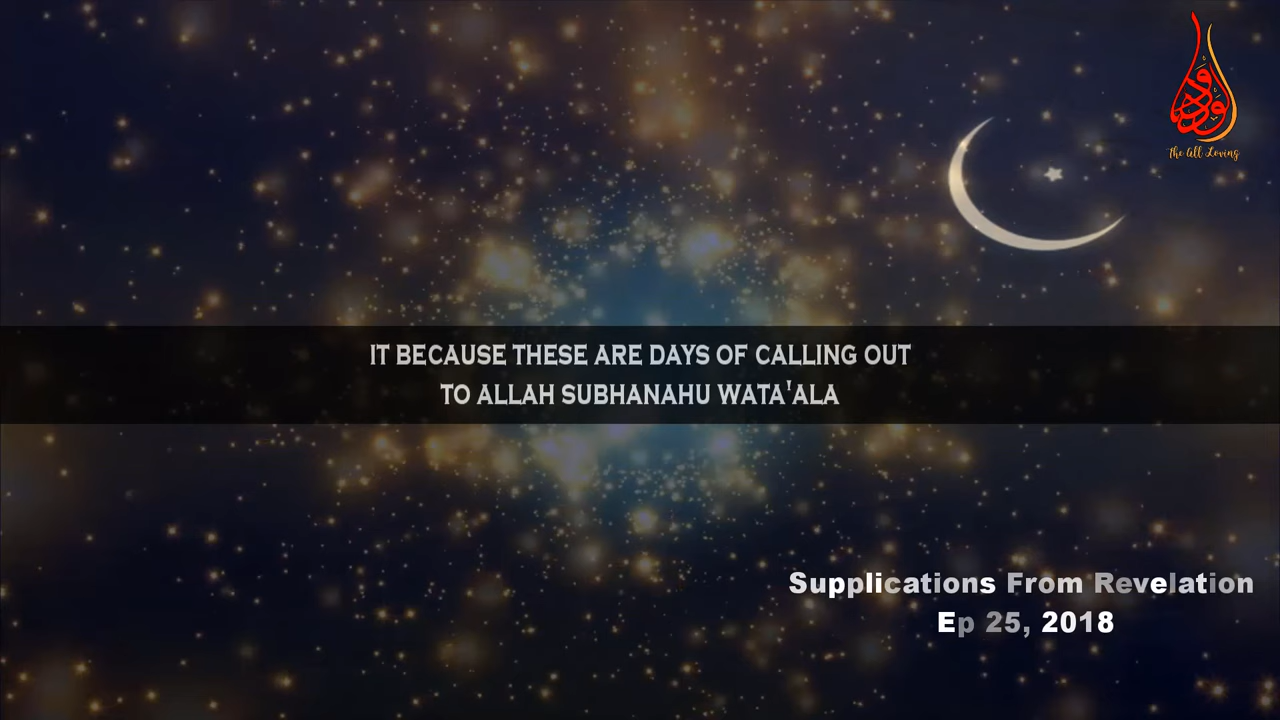 الودود
The All Loving
IT BECAUSE THESE ARE DAYS OF CALLING OUT
TO ALLAH SUBHANAHU WATA'ALA
Supplications From Revelation
Ep 25, 2018